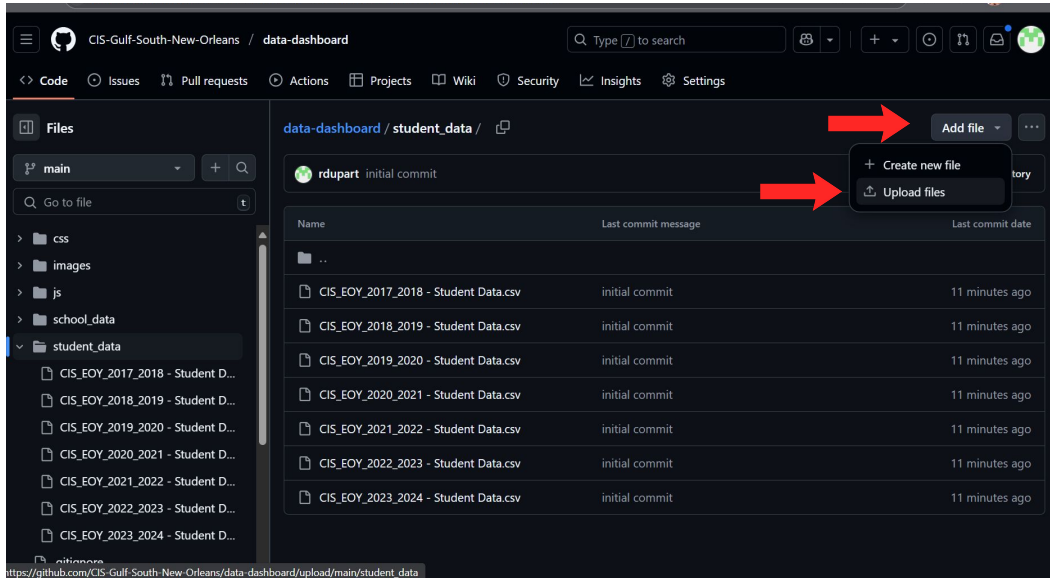 CIS-Gulf-South-New-Orleans / data-dashboard
Type / to search
Code Issues Pull requests Actions Projects Wiki Security Insights Settings
Files
data-dashboard / student_data /
Add file
main
rdupart initial commit
Create new file
tory
Go to file t
Upload files
Name Last commit message Last commit date
css
..
images
CIS_EOY_2017_2018 - Student Data.csv initial commit 11 minutes ago
js
school_data
CIS_EOY_2018_2019 - Student Data.csv initial commit 11 minutes ago
student_data
CIS_EOY_2019_2020 - Student Data.csv initial commit 11 minutes ago
CIS_EOY_2017_2018 - Student D...
CIS_EOY_2020_2021 - Student Data.csv initial commit 11 minutes ago
CIS_EOY_2018_2019 - Student D...
CIS_EOY_2019_2020 - Student D...
CIS_EOY_2021_2022 - Student Data.csv initial commit 11 minutes ago
CIS_EOY_2020_2021 - Student D...
CIS_EOY_2022_2023 - Student Data.csv initial commit 11 minutes ago
CIS_EOY_2021_2022 - Student D...
CIS_EOY_2023_2024 - Student Data.csv initial commit 11 minutes ago
CIS_EOY_2022_2023 - Student D...
CIS_EOY_2023_2024 - Student D...
.gitignore
https://github.com/CIS-Gulf-South-New-Orleans/data-dashboard/upload/main/student_data